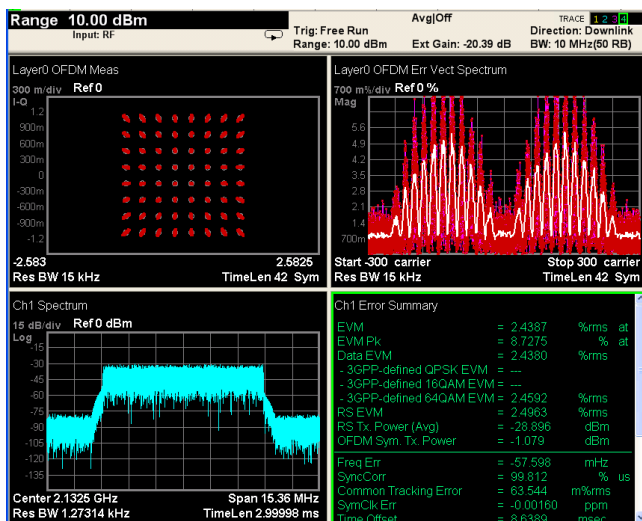 Range 10.00 dBm
Input: RF
Trig: Free Run
Range: 10.00 dBm
Avg|Off
Ext Gain: -20.39 dB
TRACE 1 2 3 4
Direction: Downlink
BW: 10 MHz(50 RB)
Layer0 OFDM Meas
300 m/div Ref 0
I-Q
1.2
900m
600m
300m
0
-300m
-600m
-900m
-1.2
-2.583 2.5825
Res BW 15 kHz TimeLen 42 Sym
Layer0 OFDM Err Vect Spectrum
700 m%/div Ref 0 %
Mag
5.6
4.9
4.2
3.5
2.8
2.1
1.4
700m
Start -300 carrier Stop 300 carrier
Res BW 15 kHz TimeLen 42 Sym
Ch1 Spectrum
15 dB/div Ref 0 dBm
Log
-15
-30
-45
-60
-75
-90
-105
-120
-135
Center 2.1325 GHz Span 15.36 MHz
Res BW 1.27314 kHz TimeLen 2.99998 ms
Ch1 Error Summary
EVM = 2.4387 %rms at
EVM Pk = 8.7275 % at
Data EVM = 2.4380 %rms
- 3GPP-defined QPSK EVM = ---
- 3GPP-defined 16QAM EVM = ---
- 3GPP-defined 64QAM EVM = 2.4592 %rms
RS EVM = 2.4963 %rms
RS Tx. Power (Avg) = -28.896 dBm
OFDM Sym. Tx. Power = -1.079 dBm
Freq Err = -57.598 mHz
SyncCorr = 99.812 % us
Common Tracking Error = 63.544 m%rms
SymClk Err = -0.00160 ppm
Time Offset = 8.6389 msec